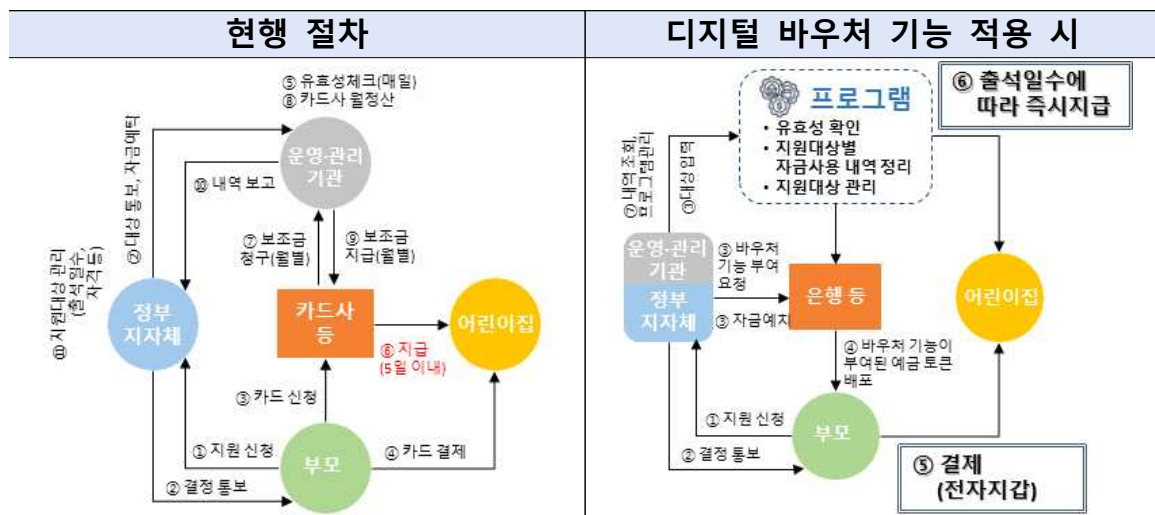 현행 절차
⑤ 유효성체크(매일)
⑧ 카드사 월정산
운영·관리
기관
② 대상 통보, 자금예탁
⑩ 내역 보고
⑦ 보조금
청구(월별)
⑨ 보조금
지급(월별)
⑪ 지원대상 관리
(출석 일수,
자격 등)
정부
지자체
카드사
등
어린이집
⑥ 지급
(5일 이내)
③ 카드 신청
① 지원 신청
④ 카드 결제
부모
② 결정 통보
디지털 바우처 기능 적용 시
⑥ 출석일수에
따라 즉시지급
프로그램
• 유효성 확인
• 지원대상별
자금사용 내역 정리
• 지원대상 관리
⑦ 내역 조회,
프로그램관리
③대상입력
운영·관리
기관
정부
지자체
③ 바우처
기능 부여
요청
③ 자금예치
은행 등
어린이집
④ 바우처 기능이
부여된 예금 토큰
배포
① 지원 신청
부모
② 결정 통보
⑤ 결제
(전자지갑)